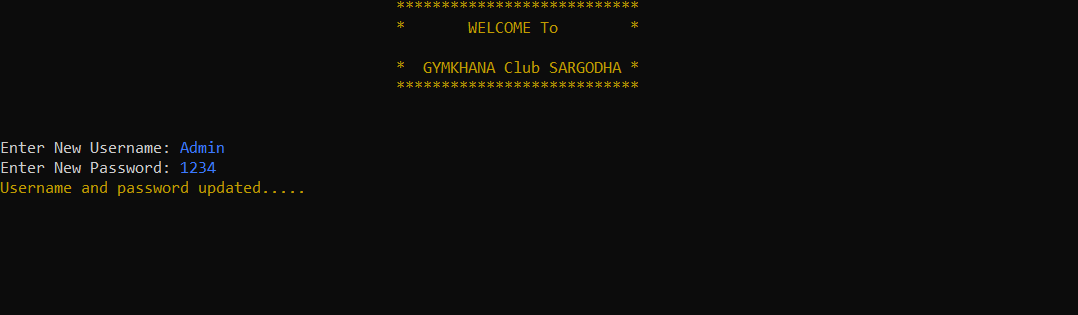 ***************************
* WELCOME To *
* GYMKHANA Club SARGODHA *
***************************
Enter New Username: Admin
Enter New Password: 1234
Username and password updated.....